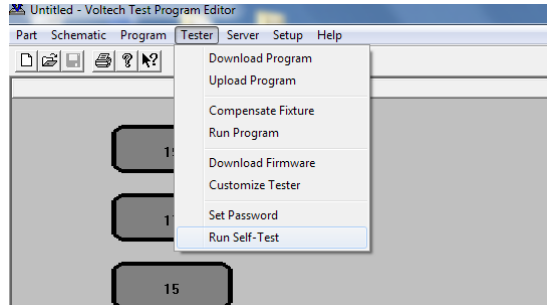 Untitled - Voltech Test Program Editor
Part Schematic Program Tester Server Setup Help
Download Program
Upload Program
Compensate Fixture
Run Program
Download Firmware
Customize Tester
Set Password
Run Self-Test
15